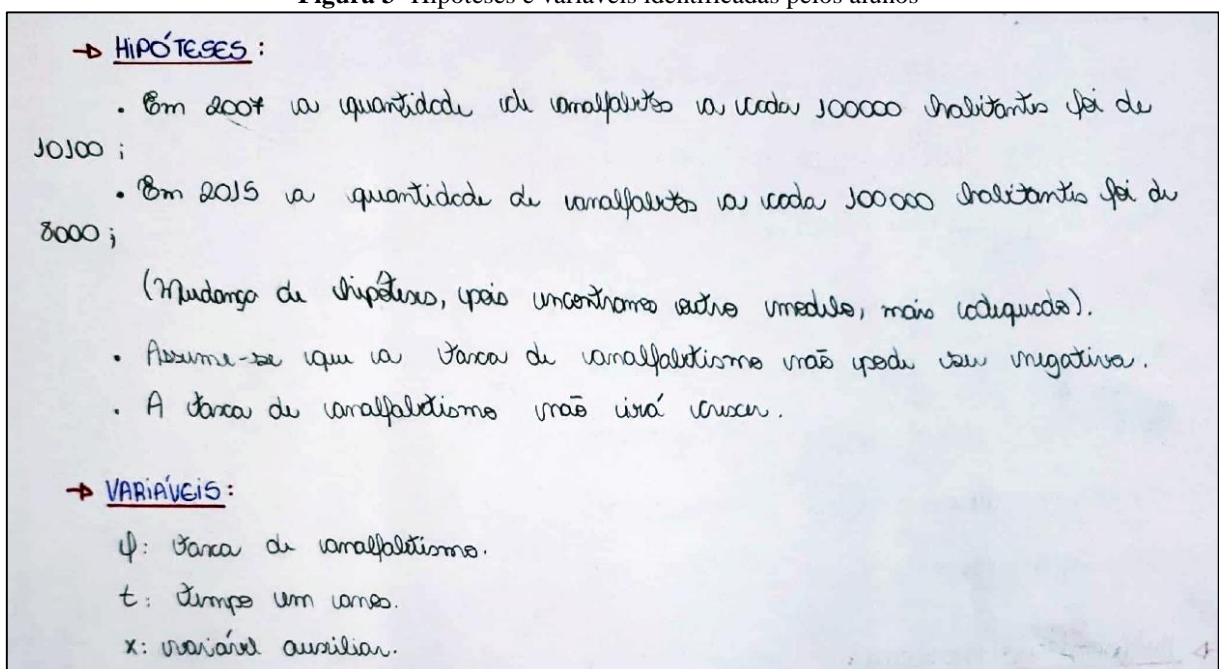 Figura 3- Hipóteses e variáveis identificadas pelos alunos
→ HIPÓTESES:
• Em 2007 a quantidade de analfabetos a cada 100000 habitantes foi de
10100;
• Em 2015 a quantidade de analfabetos a cada 100000 habitantes foi de
8000;
(Mudança de hipóteses, pois encontramos outro modelo, mais adequado).
• Assume-se que a taxa de analfabetismo não pode ser negativa.
• A taxa de analfabetismo não irá crescer.
→ VARIÁVEIS:
φ: taxa de analfabetismo.
t: tempo em anos.
x: variável auxiliar.